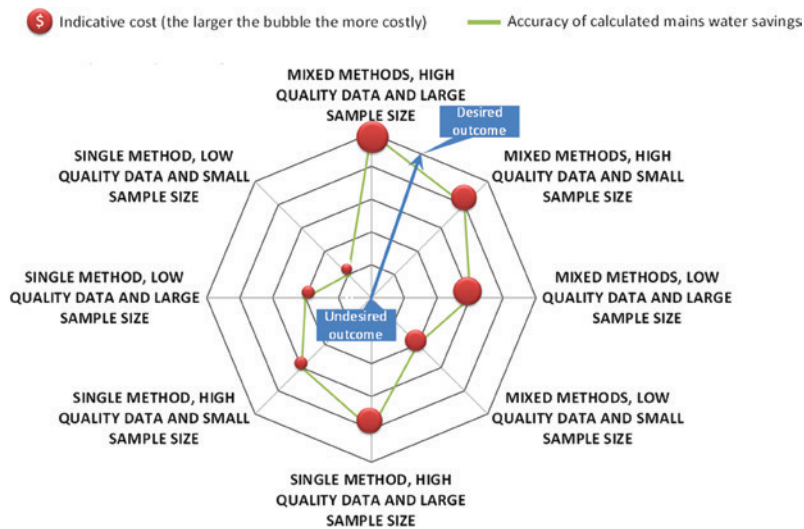 $ Indicative cost (the larger the bubble the more costly)
Accuracy of calculated mains water savings
MIXED METHODS, HIGH
QUALITY DATA AND LARGE
SAMPLE SIZE
Desired
outcome
MIXED METHODS, HIGH
QUALITY DATA AND SMALL
SAMPLE SIZE
MIXED METHODS, LOW
QUALITY DATA AND LARGE
SAMPLE SIZE
MIXED METHODS, LOW
QUALITY DATA AND SMALL
SAMPLE SIZE
SINGLE METHOD, HIGH
QUALITY DATA AND LARGE
SAMPLE SIZE
SINGLE METHOD, HIGH
QUALITY DATA AND SMALL
SAMPLE SIZE
SINGLE METHOD, LOW
QUALITY DATA AND LARGE
SAMPLE SIZE
SINGLE METHOD, LOW
QUALITY DATA AND SMALL
SAMPLE SIZE
Undesired
outcome